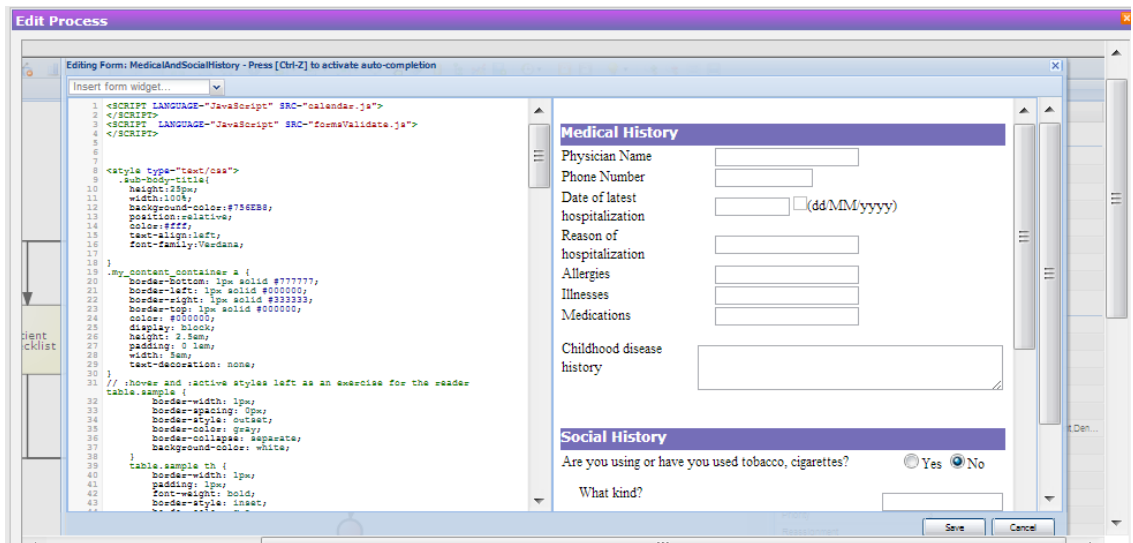 Edit Process
Editing Form: MedicalAndSocialHistory - Press [Ctrl-Z] to activate auto-completion
Insert form widget...
1 <SCRIPT LANGUAGE="JavaScript" SRC="calendar.js">
2 </SCRIPT>
3 <SCRIPT  LANGUAGE="JavaScript" SRC="formsValidate.js">
4 </SCRIPT>
5
6
7
8 <style type="text/css">
9 .sub-body-title{
10 height:25px;
11 width:100%;
12 background-color:#756EB8;
13 position:relative;
14 color:#fff;
15 text-align:left;
16 font-family:Verdana;
17
18 }
19 .my_content_container a {
20 border-bottom: 1px solid #777777;
21 border-left: 1px solid #000000;
22 border-right: 1px solid #333333;
23 border-top: 1px solid #000000;
24 color: #000000;
25 display: block;
26 height: 2.5em;
27 padding: 0 1em;
28 width: 5em;
29 text-decoration: none;
30 }
31 // :hover and :active styles left as an exercise for the reader
table.sample {
32 border-width: 1px;
33 border-spacing: 0px;
34 border-style: outset;
35 border-color: gray;
36 border-collapse: separate;
37 background-color: white;
38 }
39 table.sample th {
40 border-width: 1px;
41 padding: 1px;
42 font-weight: bold;
43 border-style: inset;
Medical History
Physician Name
Phone Number
Date of latest
hospitalization
(dd/MM/yyyy)
Reason of
hospitalization
Allergies
Illnesses
Medications
Childhood disease
history
Social History
Are you using or have you used tobacco, cigarettes? Yes No
What kind?
Save Cancel